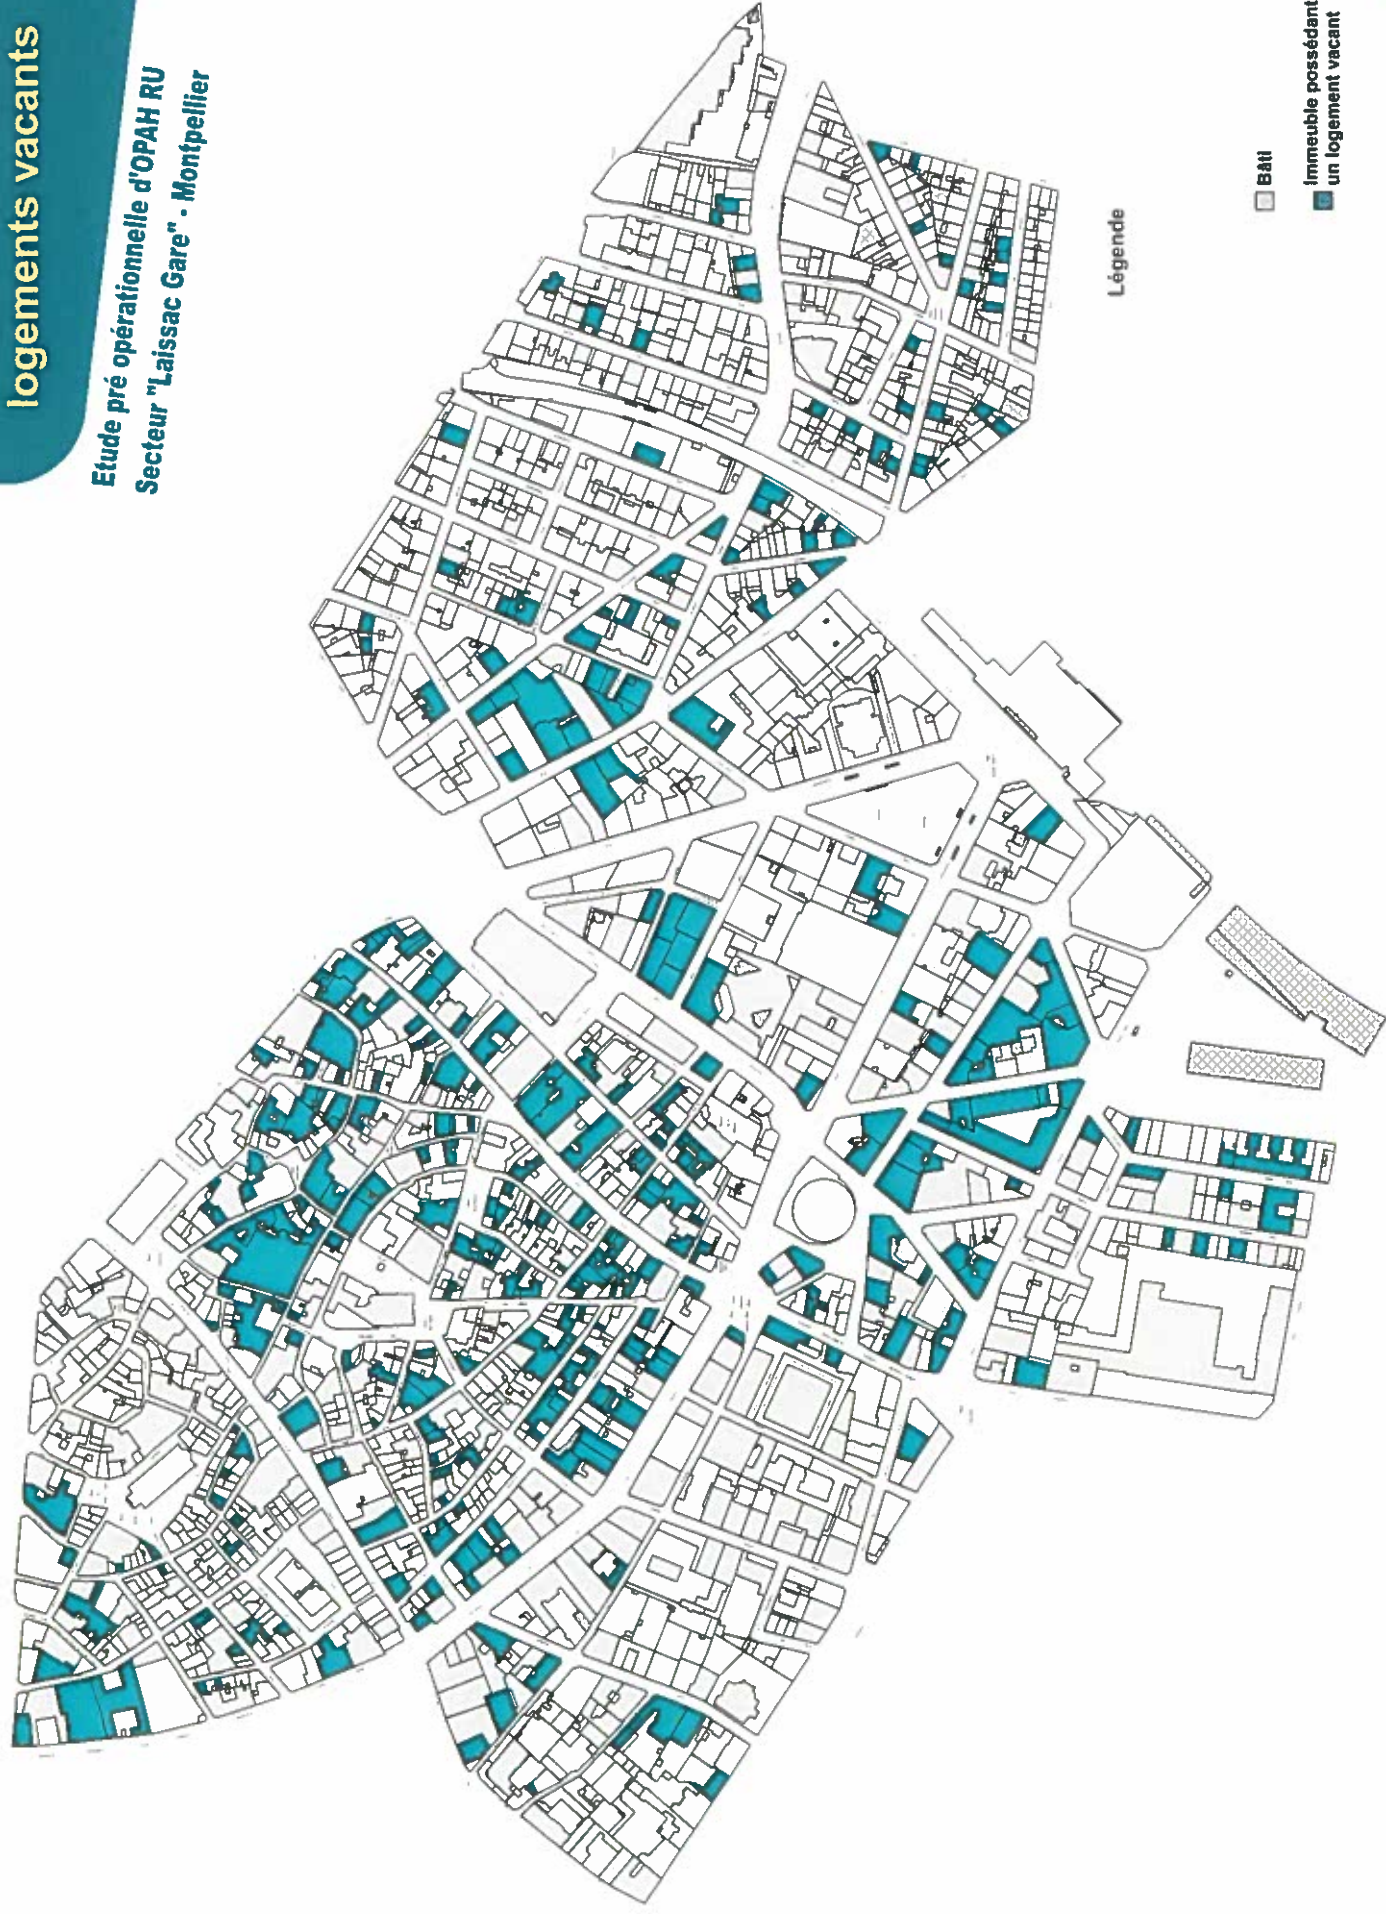 logements vacants
Etude pré opérationnelle d'OPAH RU
Secteur "Laissac Gare" - Montpellier
Légende
Bâti
Immeuble possédant
un logement vacant